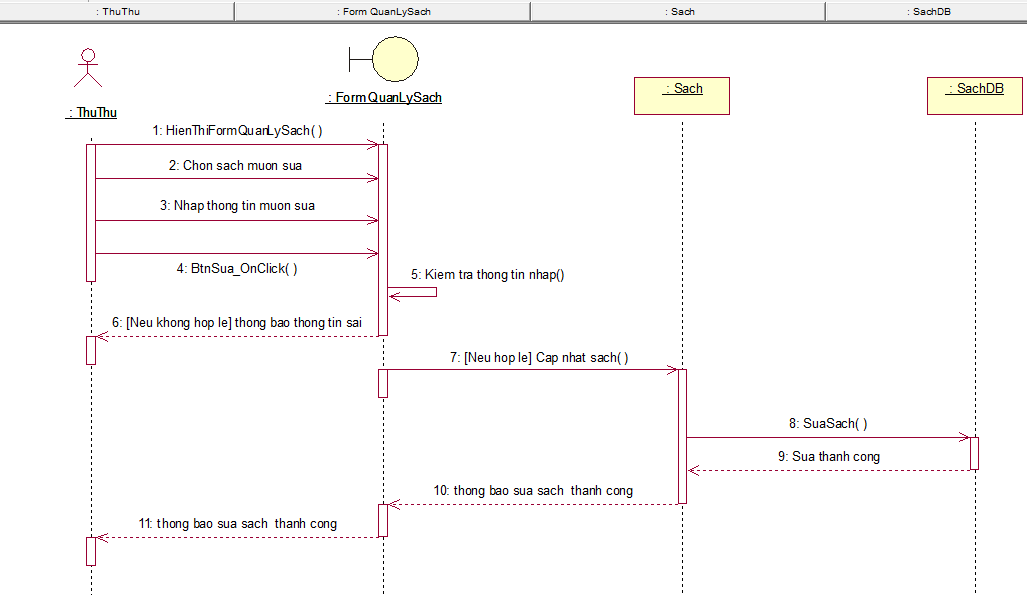 : ThuThu
: Form QuanLySach
: Sach
: SachDB
: ThuThu
: Form QuanLySach
: Sach
: SachDB
1: HienThiFormQuanLySach( )
2: Chon sach muon sua
3: Nhap thong tin muon sua
4: BtnSua_OnClick( )
5: Kiem tra thong tin nhap()
6: [Neu khong hop le] thong bao thong tin sai
7: [Neu hop le] Cap nhat sach( )
8: SuaSach( )
9: Sua thanh cong
10: thong bao sua sach thanh cong
11: thong bao sua sach thanh cong